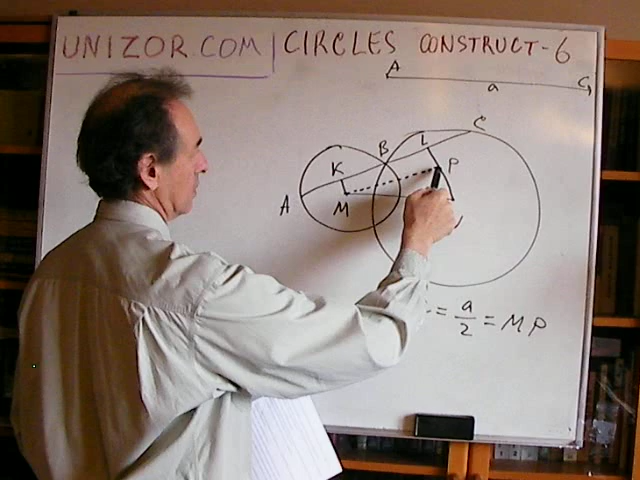 UNIZOR.COM | CIRCLES CONSTRUCT-6
A C
a
C
B L
K P
A M
= a/2 = MP